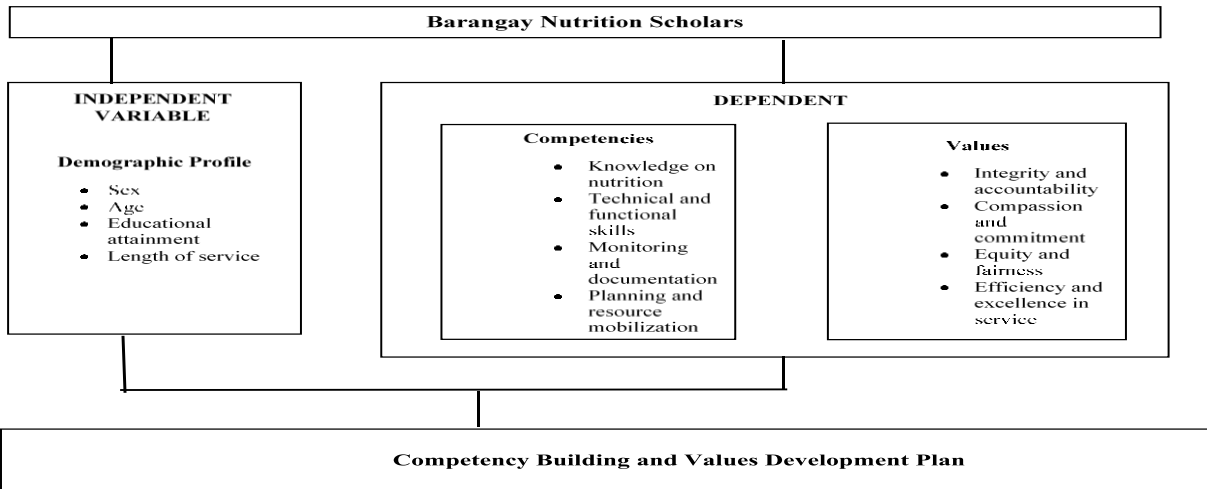 Barangay Nutrition Scholars
INDEPENDENT
VARIABLE
Demographic Profile
• Sex
• Age
• Educational
attainment
• Length of service
DEPENDENT
Competencies
• Knowledge on
nutrition
• Technical and
functional
skills
• Monitoring
and
documentation
• Planning and
resource
mobilization
Values
• Integrity and
accountability
• Compassion
and
commitment
• Equity and
fairness
• Efficiency and
excellence in
service
Competency Building and Values Development Plan